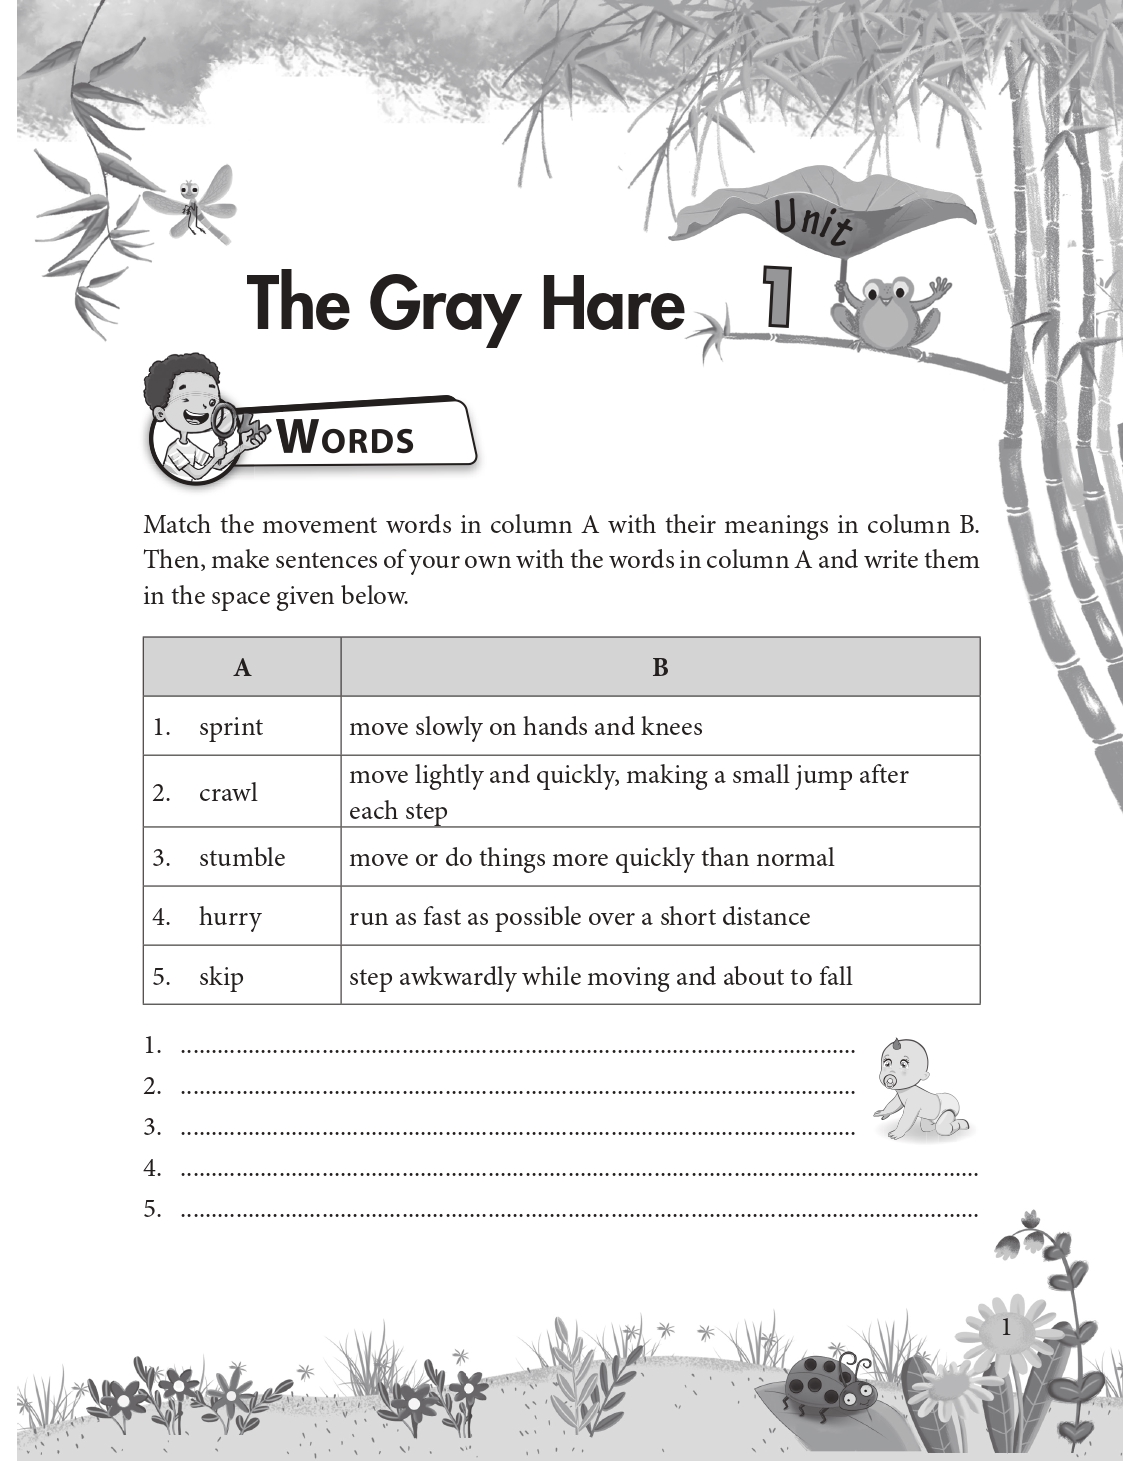 Unit
The Gray Hare 1
WORDS
Match the movement words in column A with their meanings in column B.
Then, make sentences of your own with the words in column A and write them
in the space given below.
A B
1. sprint move slowly on hands and knees
2. crawl move lightly and quickly, making a small jump after
each step
3. stumble move or do things more quickly than normal
4. hurry run as fast as possible over a short distance
5. skip step awkwardly while moving and about to fall
1. ..............................................................................................................
2. ..............................................................................................................
3. ..............................................................................................................
4. ..................................................................................................................................
5. ..................................................................................................................................
1